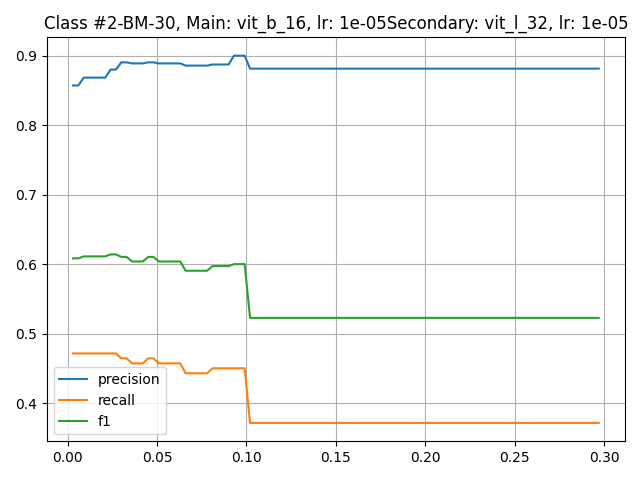 Class #2-BM-30, Main: vit_b_16, lr: 1e-05Secondary: vit_l_32, lr: 1e-05
0.9
0.8
0.7
0.6
0.5
0.4
precision
recall
f1
0.00 0.05 0.10 0.15 0.20 0.25 0.30